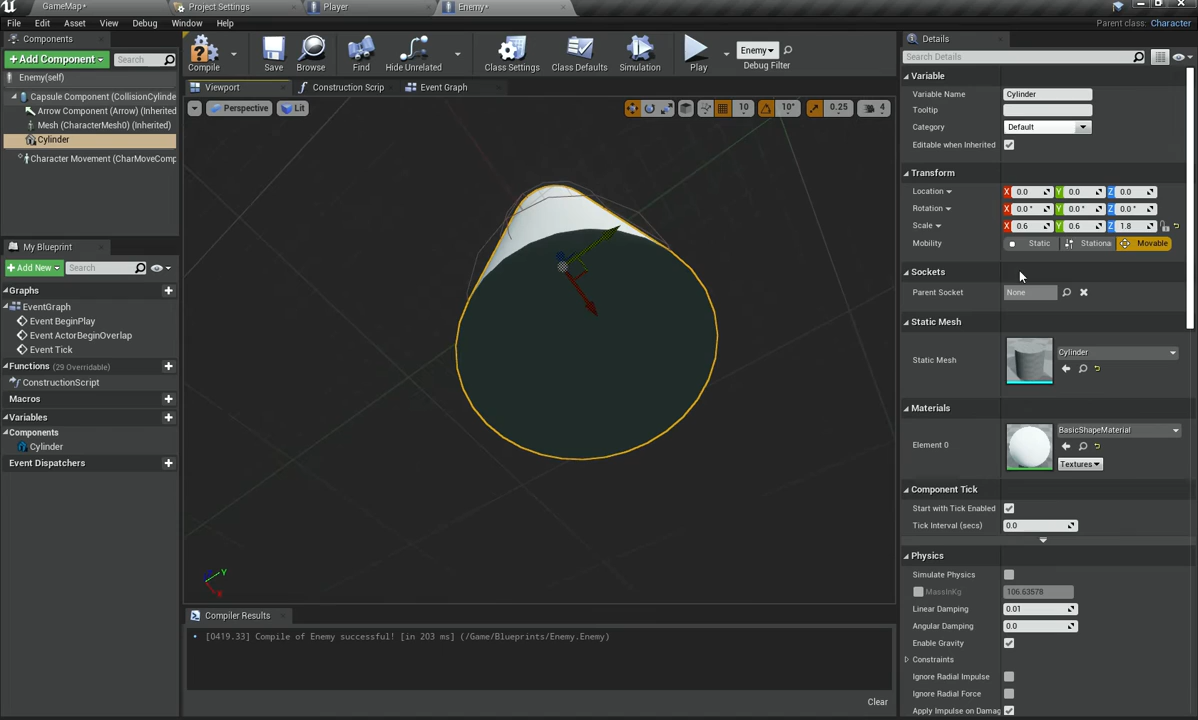 GameMap*
Project Settings
Player
Enemy*
File Edit Asset View Debug Window Help
Parent class: Character
Components
+ Add Component
Search
Enemy(self)
Capsule Component (CollisionCylinde
Arrow Component (Arrow) (Inherited
Mesh (CharacterMesh0) (Inherited)
Cylinder
Character Movement (CharMoveComp
Compile
Save
Browse
Find
Hide Unrelated
Class Settings
Class Defaults
Simulation
Play
Enemy
Debug Filter
Viewport
Construction Scrip
Event Graph
Perspective
Lit
10
10°
0.25
4
X
Y
My Blueprint
+ Add New
Search
Graphs
EventGraph
Event BeginPlay
Event ActorBeginOverlap
Event Tick
Functions (29 Overridable)
ConstructionScript
Macros
Variables
Components
Cylinder
Event Dispatchers
Compiler Results
[0419.33] Compile of Enemy successful! [in 203 ms] (/Game/Blueprints/Enemy.Enemy)
Clear
Details
Search Details
Variable
Variable Name Cylinder
Tooltip
Category Default
Editable when Inherited
Transform
Location X 0.0 Y 0.0 Z 0.0
Rotation X 0.0 ° Y 0.0 ° Z 0.0 °
Scale X 0.6 Y 0.6 Z 1.8
Mobility Static Stationa Movable
Sockets
Parent Socket None
Static Mesh
Static Mesh Cylinder
Materials
Element 0 BasicShapeMaterial
Textures
Component Tick
Start with Tick Enabled
Tick Interval (secs) 0.0
Physics
Simulate Physics
MassInKg 106.63578
Linear Damping 0.01
Angular Damping 0.0
Enable Gravity
Constraints
Ignore Radial Impulse
Ignore Radial Force
Apply Impulse on Damag